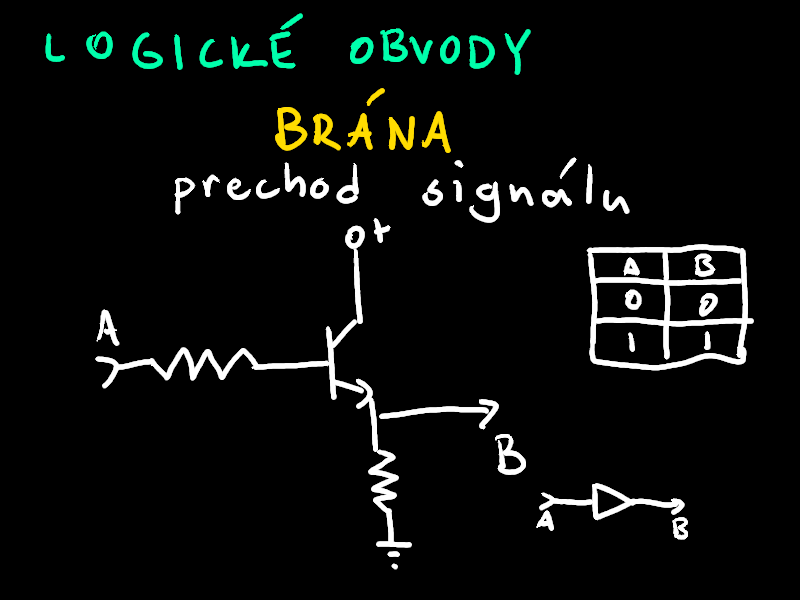 LOGICKÉ OBVODY
BRÁNA
prechod signálu
+
A
A B
0 0
1 1
B
A B